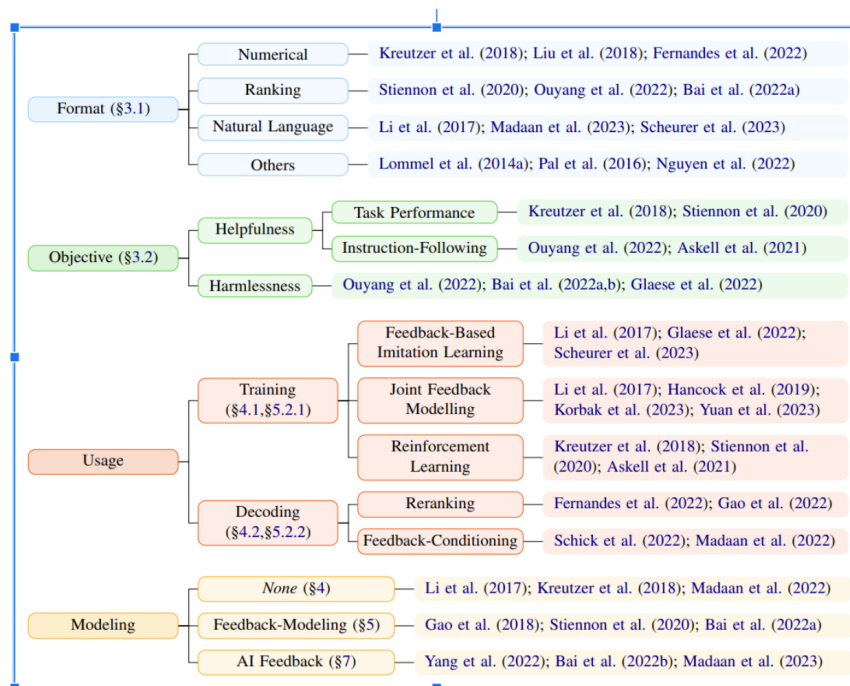 Numerical
Kreutzer et al. (2018); Liu et al. (2018); Fernandes et al. (2022)
Format (§3.1)
Ranking
Stiennon et al. (2020); Ouyang et al. (2022); Bai et al. (2022a)
Natural Language
Li et al. (2017); Madaan et al. (2023); Scheurer et al. (2023)
Others
Lommel et al. (2014a); Pal et al. (2016); Nguyen et al. (2022)
Objective (§3.2)
Helpfulness
Task Performance
Kreutzer et al. (2018); Stiennon et al. (2020)
Instruction-Following
Ouyang et al. (2022); Askell et al. (2021)
Harmlessness
Ouyang et al. (2022); Bai et al. (2022a,b); Glaese et al. (2022)
Usage
Training
(§4.1,§5.2.1)
Feedback-Based
Imitation Learning
Li et al. (2017); Glaese et al. (2022);
Scheurer et al. (2023)
Joint Feedback
Modelling
Li et al. (2017); Hancock et al. (2019);
Korbak et al. (2023); Yuan et al. (2023)
Reinforcement
Learning
Kreutzer et al. (2018); Stiennon et al.
(2020); Askell et al. (2021)
Decoding
(§4.2,§5.2.2)
Reranking
Fernandes et al. (2022); Gao et al. (2022)
Feedback-Conditioning
Schick et al. (2022); Madaan et al. (2022)
Modeling
None (§4)
Li et al. (2017); Kreutzer et al. (2018); Madaan et al. (2022)
Feedback-Modeling (§5)
Gao et al. (2018); Stiennon et al. (2020); Bai et al. (2022a)
AI Feedback (§7)
Yang et al. (2022); Bai et al. (2022b); Madaan et al. (2023)